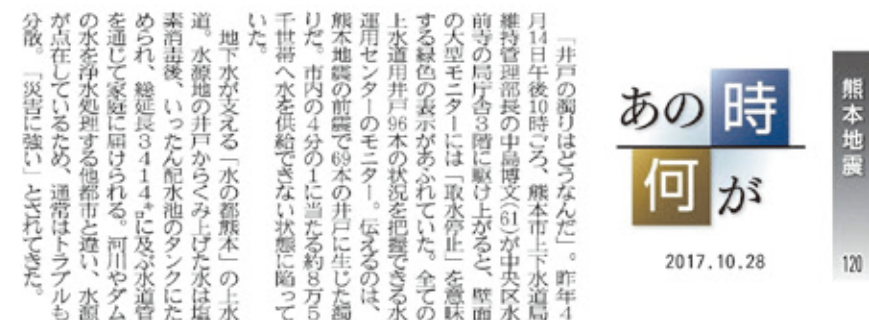 熊本地震
120
あの時
何が
2017.10.28
「井戸の濁りはどうなんだ」。昨年4
月14日午後10時ごろ、熊本市上下水道局
維持管理部長の中島博文(61)が中央区水
前寺の局庁舎3階に駆け上がると、壁面
の大型モニターには「取水停止」を意味
する緑色の表示があふれていた。全ての
上水道用井戸96本の状況を把握できる水
運用センターのモニター。伝えるのは、
熊本地震の前震で69本の井戸に生じた濁
りだ。市内の4分の1に当たる約8万5
千世帯へ水を供給できない状態に陥って
いた。
地下水が支える「水の都熊本」の上水
道。水源地の井戸からくみ上げた水は塩
素消毒後、いったん配水池のタンクにた
められ、総延長3414㌔に及ぶ水道管
を通じて家庭に届けられる。河川やダム
の水を浄水処理する他都市と違い、水源
が点在しているため、通常はトラブルも
分散。「災害に強い」とされてきた。